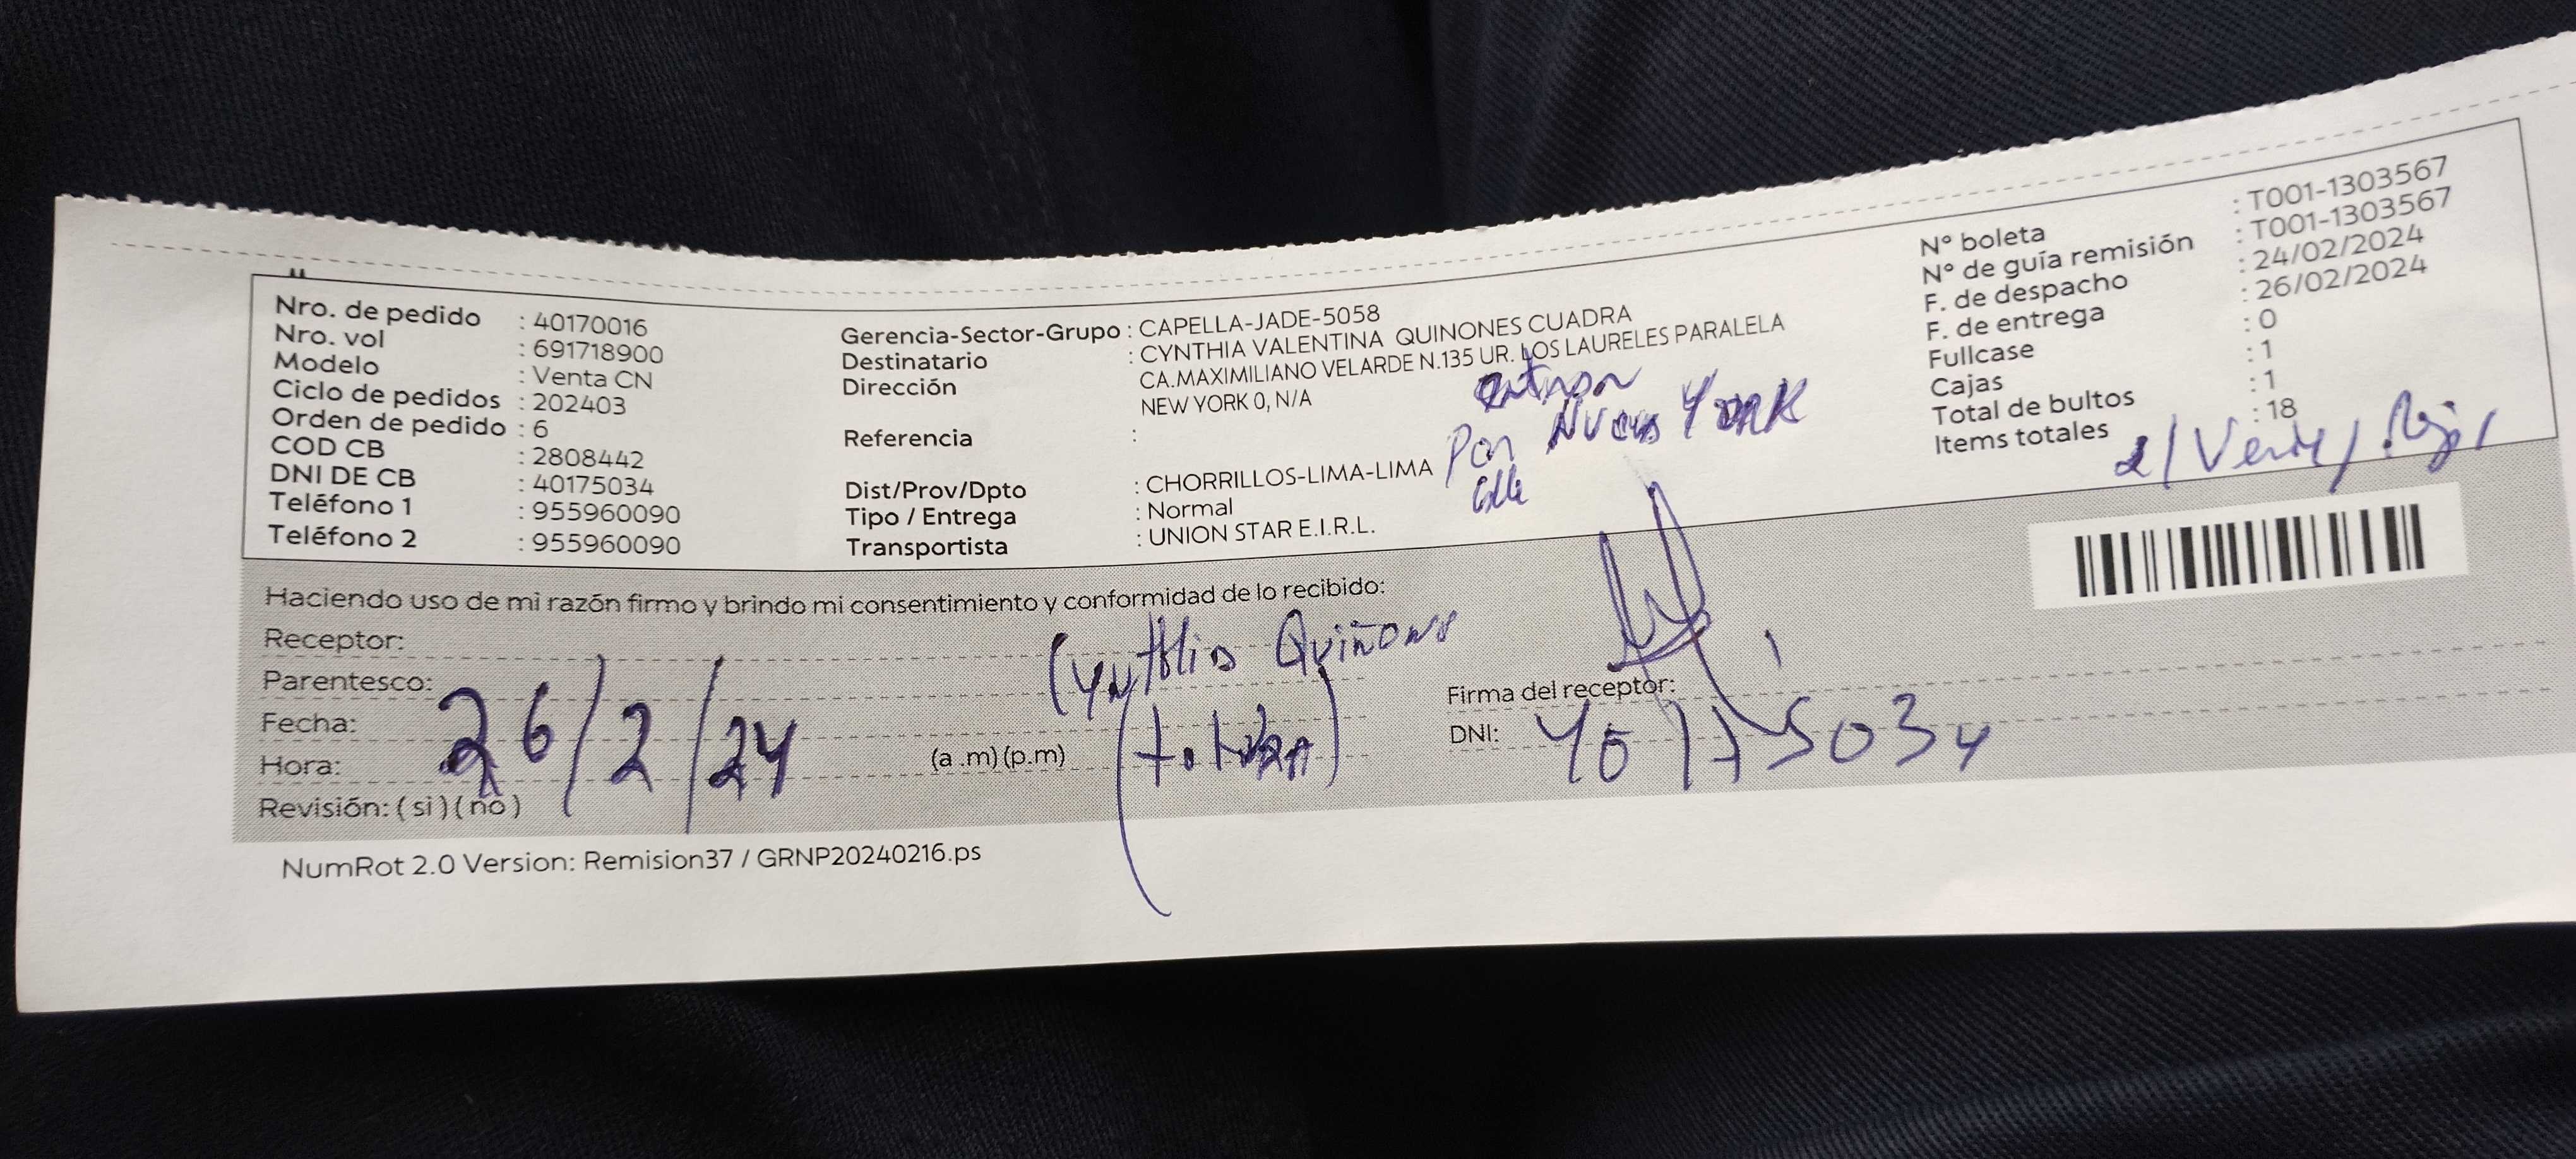 Nro. de pedido : 40170016
Nro. vol : 691718900
Modelo : Venta CN
Ciclo de pedidos : 202403
Orden de pedido : 6
COD CB : 2808442
DNI DE CB : 40175034
Teléfono 1 : 955960090
Teléfono 2 : 955960090
Gerencia-Sector-Grupo : CAPELLA-JADE-5058
Destinatario : CYNTHIA VALENTINA QUINONES CUADRA
Dirección : CA.MAXIMILIANO VELARDE N.135 UR. LOS LAURELES PARALELA
NEW YORK 0, N/A
Referencia :
entrar
Por Nueva York
Dist/Prov/Dpto : CHORRILLOS-LIMA-LIMA
Tipo / Entrega : Normal
Transportista : UNION STAR E.I.R.L.
N° boleta : T001-1303567
N° de guía remisión : T001-1303567
F. de despacho : 24/02/2024
F. de entrega : 26/02/2024
Fullcase : 0
Cajas : 1
Total de bultos : 1
Items totales : 18
2/Verde/
Haciendo uso de mi razón firmo y brindo mi consentimiento y conformidad de lo recibido:
Receptor: Cynthia Quiñones
Parentesco: (titular)
Fecha: 26/2/24
Hora: (a .m) (p.m)
Revisión: ( si ) ( no )
Firma del receptor:
DNI: 40175034
NumRot 2.0 Version: Remision37 / GRNP20240216.ps